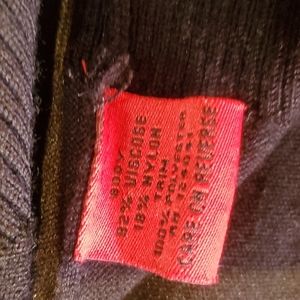 BODY
82% VISCOSE
18% NYLON
TRIM
100% POLYESTER
CARE ON REVERSE